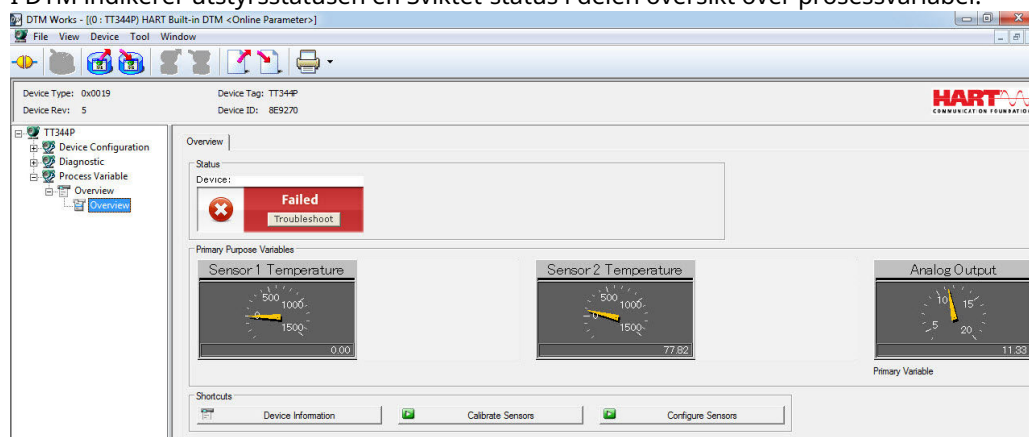 I DTM indikerer utstyrsstatusen en Sviktet-status i delen oversikt over prosessvariabel.
DTM Works - [(0 : TT344P) HART Built-in DTM <Online Parameter>]
File View Device Tool Window
Device Type: 0x0019 Device Tag: TT344P
Device Rev: 5 Device ID: 8E9270
HART
COMMUNICATION FOUNDATION
TT344P
Device Configuration
Diagnostic
Process Variable
Overview
Overview
Overview
Status
Device:
Failed
Troubleshoot
Primary Purpose Variables
Sensor 1 Temperature
0 500 1000 1500
0.00
Sensor 2 Temperature
0 500 1000 1500
77.82
Analog Output
5 10 15 20
11.33
Primary Variable
Shortcuts
Device Information
Calibrate Sensors
Configure Sensors